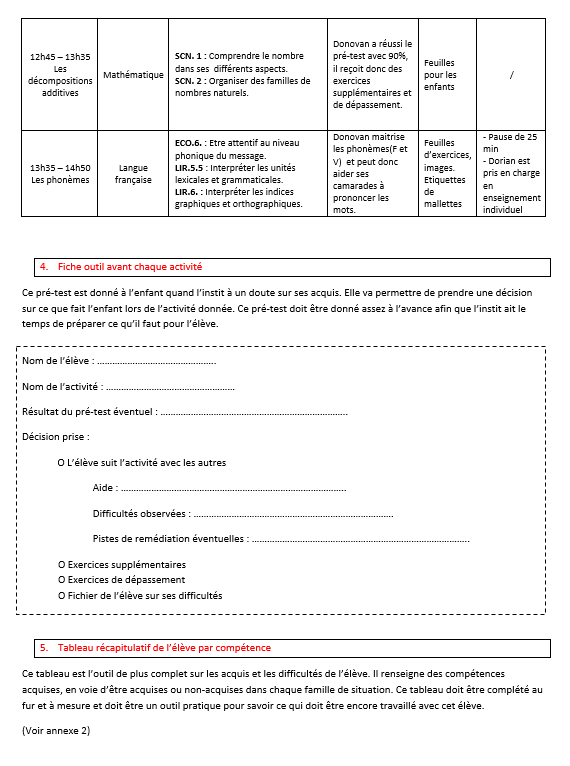 12h45 – 13h35
Les
décompositions
additives
Mathématique
SCN. 1 : Comprendre le nombre
dans ses différents aspects.
SCN. 2 : Organiser des familles de
nombres naturels.
Donovan a réussi le
pré-test avec 90%,
il reçoit donc des
exercices
supplémentaires et
de dépassement.
Feuilles
pour les
enfants
/
13h35 – 14h50
Les phonèmes
Langue
française
ECO.6. : Etre attentif au niveau
phonique du message.
LIR.5.5 : Interpréter les unités
lexicales et grammaticales.
LIR.6. : Interpréter les indices
graphiques et orthographiques.
Donovan maitrise
les phonèmes(F et
V) et peut donc
aider ses
camarades à
prononcer les
mots.
Feuilles
d’exercices,
images.
Etiquettes
de
mallettes
- Pause de 25
min
- Dorian est
pris en charge
en
enseignement
individuel
4. Fiche outil avant chaque activité
Ce pré-test est donné à l’enfant quand l’instit à un doute sur ses acquis. Elle va permettre de prendre une décision
sur ce que fait l’enfant lors de l’activité donnée. Ce pré-test doit être donné assez à l’avance afin que l’instit ait le
temps de préparer ce qu’il faut pour l’élève.
Nom de l’élève : ……………………………………….
Nom de l’activité : …………………………………………..
Résultat du pré-test éventuel : ………………………………………………………………
Décision prise :
O L’élève suit l’activité avec les autres
Aide : ……………………………………………………………………………
Difficultés observées : …………………………………………………………………..
Pistes de remédiation éventuelles : …………………………………………………………………………
O Exercices supplémentaires
O Exercices de dépassement
O Fichier de l’élève sur ses difficultés
5. Tableau récapitulatif de l’élève par compétence
Ce tableau est l’outil de plus complet sur les acquis et les difficultés de l’élève. Il renseigne des compétences
acquises, en voie d’être acquises ou non-acquises dans chaque famille de situation. Ce tableau doit être complété au
fur et à mesure et doit être un outil pratique pour savoir ce qui doit être encore travaillé avec cet élève.
(Voir annexe 2)